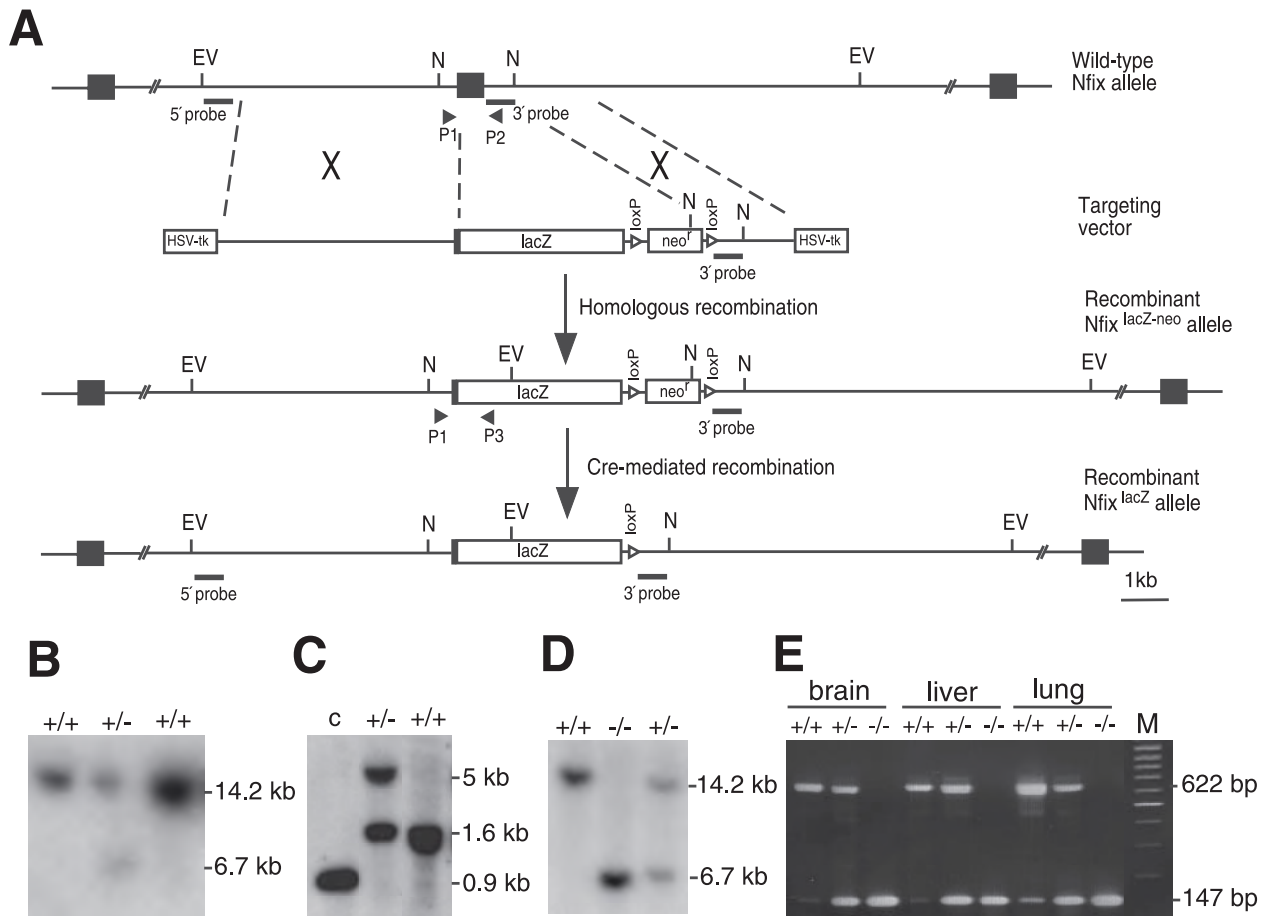 A
EV N N EV
Wild-type
Nfix allele
5´ probe 3´ probe
P1 P2
X X
N
loxP loxP N
Targeting
vector
HSV-tk lacZ neo^r HSV-tk
3´ probe
Homologous recombination
Recombinant
Nfix lacZ-neo allele
EV N EV loxP N loxP N EV
lacZ neo^r
P1 P3 3´ probe
Cre-mediated recombination
Recombinant
Nfix lacZ allele
EV N EV loxP N EV
lacZ
5´ probe 3´ probe
1kb
B
+/+ +/- +/+
14.2 kb
6.7 kb
C
c +/- +/+
5 kb
1.6 kb
0.9 kb
D
+/+ -/- +/-
14.2 kb
6.7 kb
E
brain liver lung
+/+ +/- -/- +/+ +/- -/- +/+ +/- -/- M
622 bp
147 bp